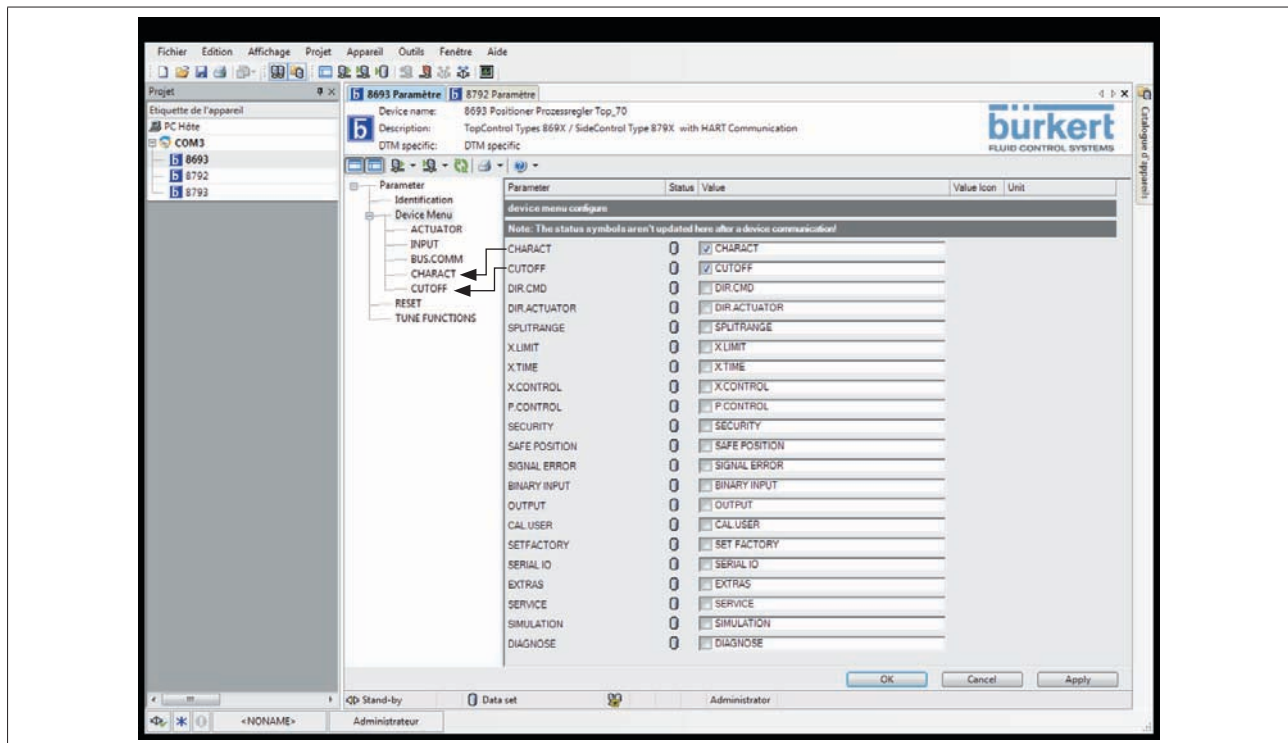 Fichier Edition Affichage Projet Appareil Outils Fenêtre Aide
Projet
Etiquette de l'appareil
PC Hôte
COM3
8693
8792
8793
8693 Paramètre 8792 Paramètre
Device name: 8693 Positioner Prozessregler Top_70
Description: TopControl Types 869X / SideControl Type 879X with HART Communication
DTM specific: DTM specific
bürkert
FLUID CONTROL SYSTEMS
Catalogue d'appareils
Parameter
Identification
Device Menu
ACTUATOR
INPUT
BUS.COMM
CHARACT
CUTOFF
RESET
TUNE FUNCTIONS
Parameter Status Value Value Icon Unit
device menu configure
Note: The status symbols aren't updated here after a device communication!
CHARACT CHARACT
CUTOFF CUTOFF
DIR.CMD DIR.CMD
DIR.ACTUATOR DIR.ACTUATOR
SPLITRANGE SPLITRANGE
X.LIMIT X.LIMIT
X.TIME X.TIME
X.CONTROL X.CONTROL
P.CONTROL P.CONTROL
SECURITY SECURITY
SAFE POSITION SAFE POSITION
SIGNAL ERROR SIGNAL ERROR
BINARY INPUT BINARY INPUT
OUTPUT OUTPUT
CAL.USER CAL.USER
SETFACTORY SET FACTORY
SERIAL IO SERIAL IO
EXTRAS EXTRAS
SERVICE SERVICE
SIMULATION SIMULATION
DIAGNOSE DIAGNOSE
OK Cancel Apply
Stand-by Data set Administrator
<NONAME> Administrateur